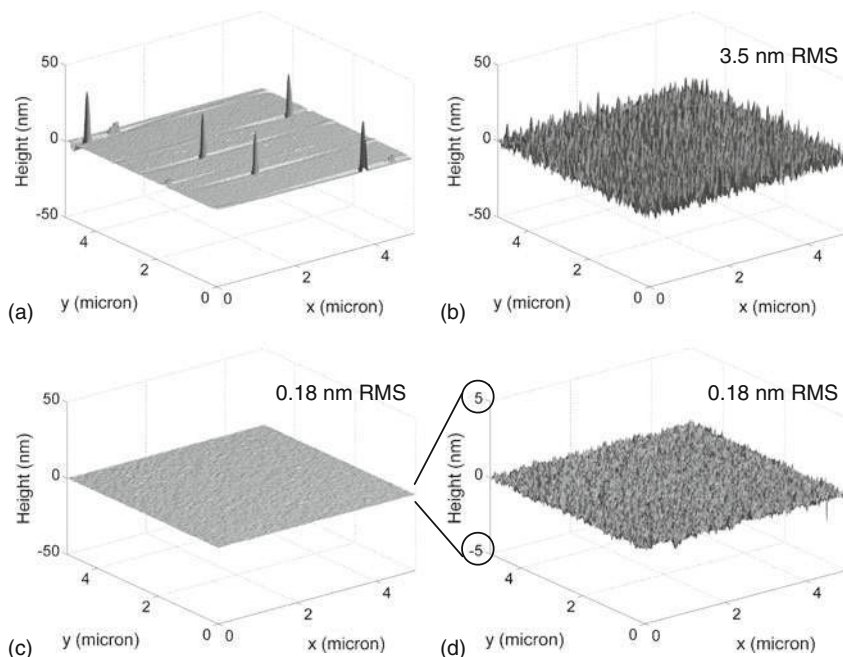 50
0
-50
Height (nm)
4
2
0
y (micron)
0
2
4
x (micron)
(a)
3.5 nm RMS
50
0
-50
Height (nm)
4
2
0
y (micron)
0
2
4
x (micron)
(b)
0.18 nm RMS
50
0
-50
Height (nm)
4
2
0
y (micron)
0
2
4
x (micron)
(c)
0.18 nm RMS
5
0
-5
Height (nm)
4
2
0
y (micron)
0
2
4
x (micron)
(d)